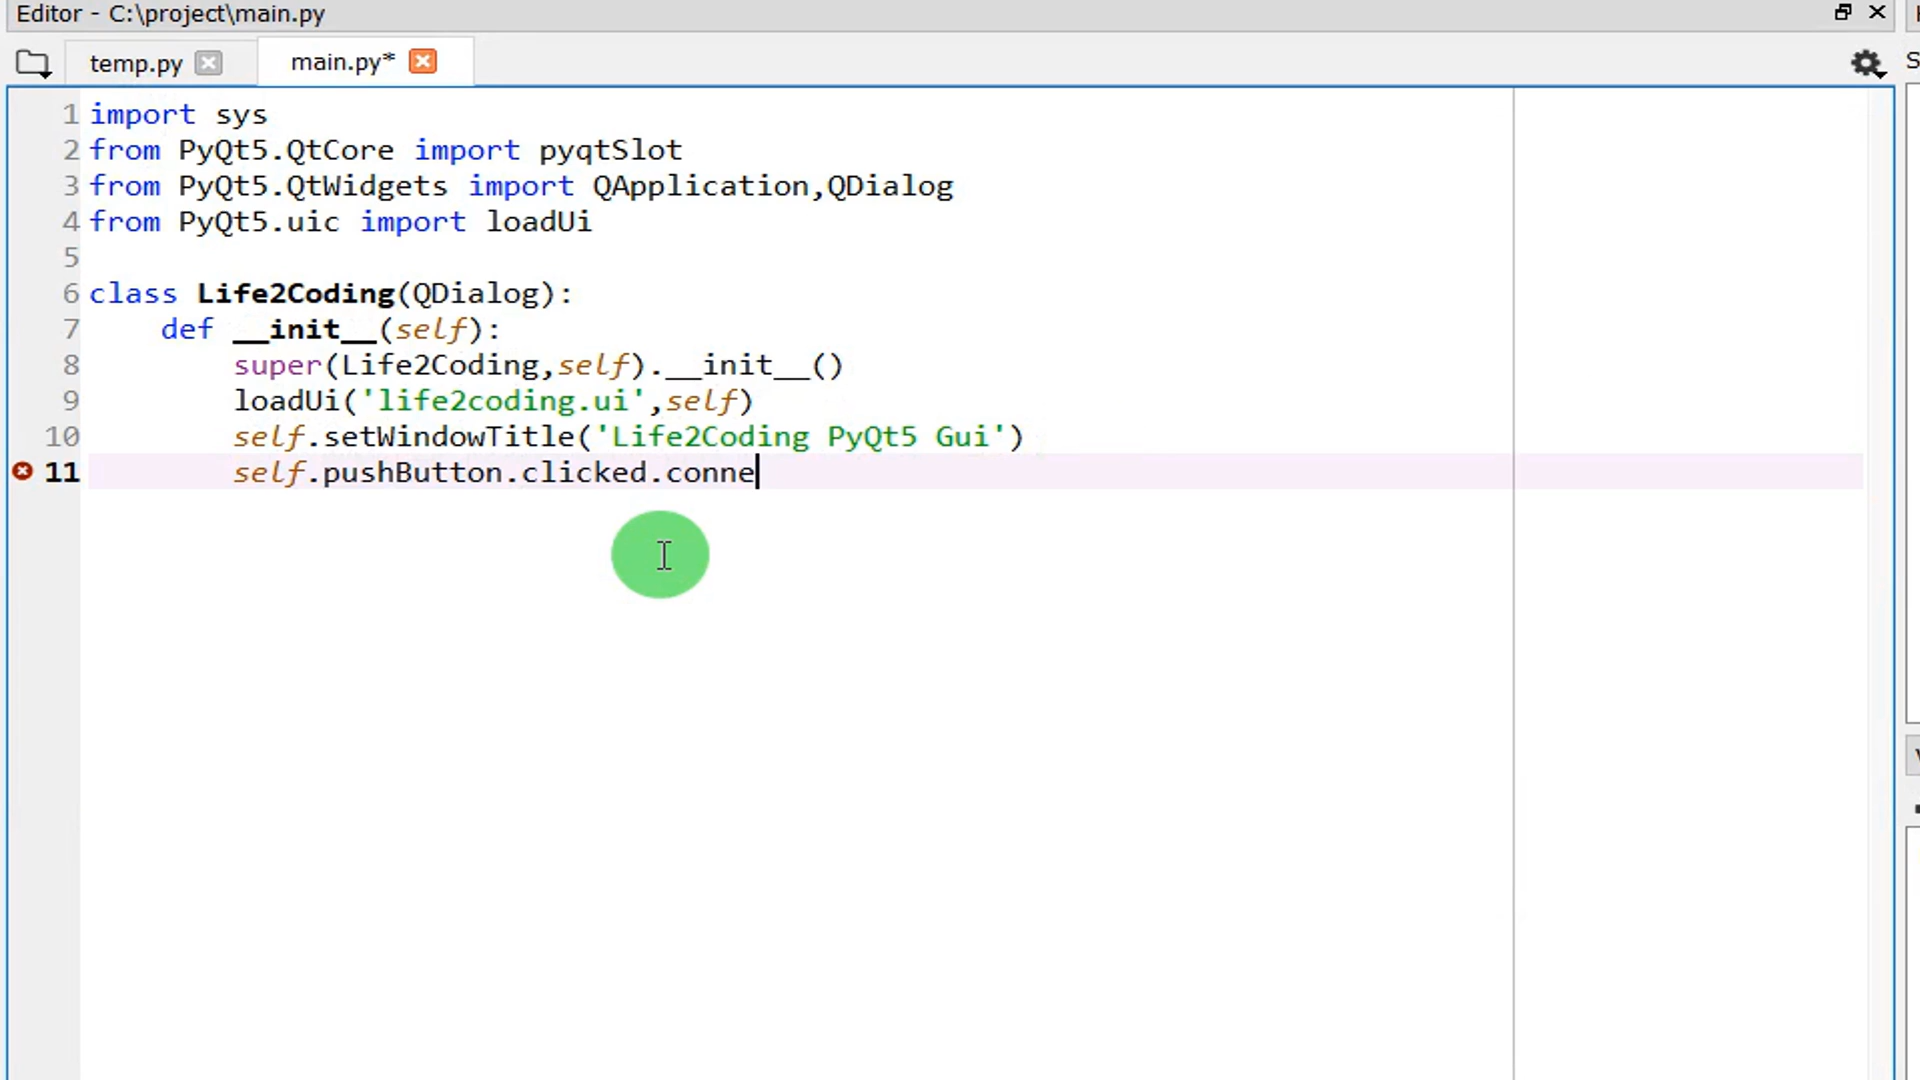 Editor - C:\project\main.py
temp.py
main.py*
1 import sys
2 from PyQt5.QtCore import pyqtSlot
3 from PyQt5.QtWidgets import QApplication,QDialog
4 from PyQt5.uic import loadUi
5
6 class Life2Coding(QDialog):
7 def __init__(self):
8 super(Life2Coding,self).__init__()
9 loadUi('life2coding.ui',self)
10 self.setWindowTitle('Life2Coding PyQt5 Gui')
11 self.pushButton.clicked.conne